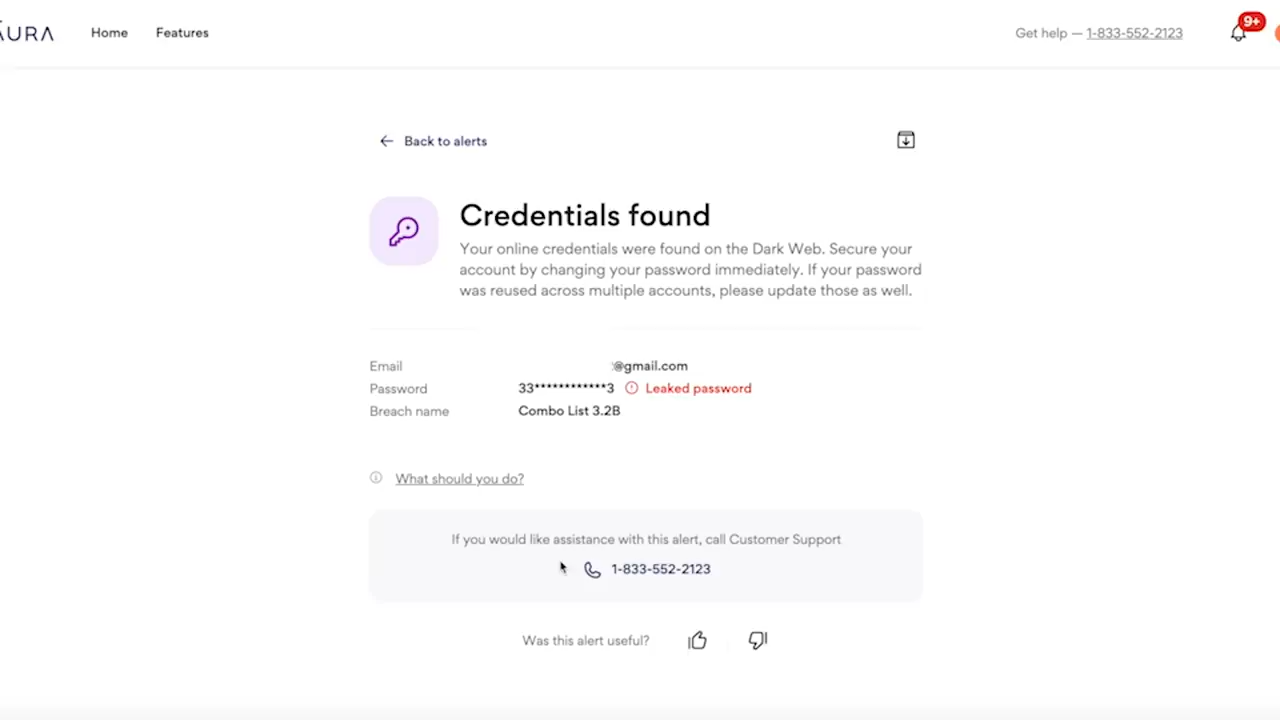 AURA
Home
Features
Get help — 1-833-552-2123
9+
Back to alerts
Credentials found
Your online credentials were found on the Dark Web. Secure your
account by changing your password immediately. If your password
was reused across multiple accounts, please update those as well.
Email @gmail.com
Password 33************3 Leaked password
Breach name Combo List 3.2B
What should you do?
If you would like assistance with this alert, call Customer Support
1-833-552-2123
Was this alert useful?